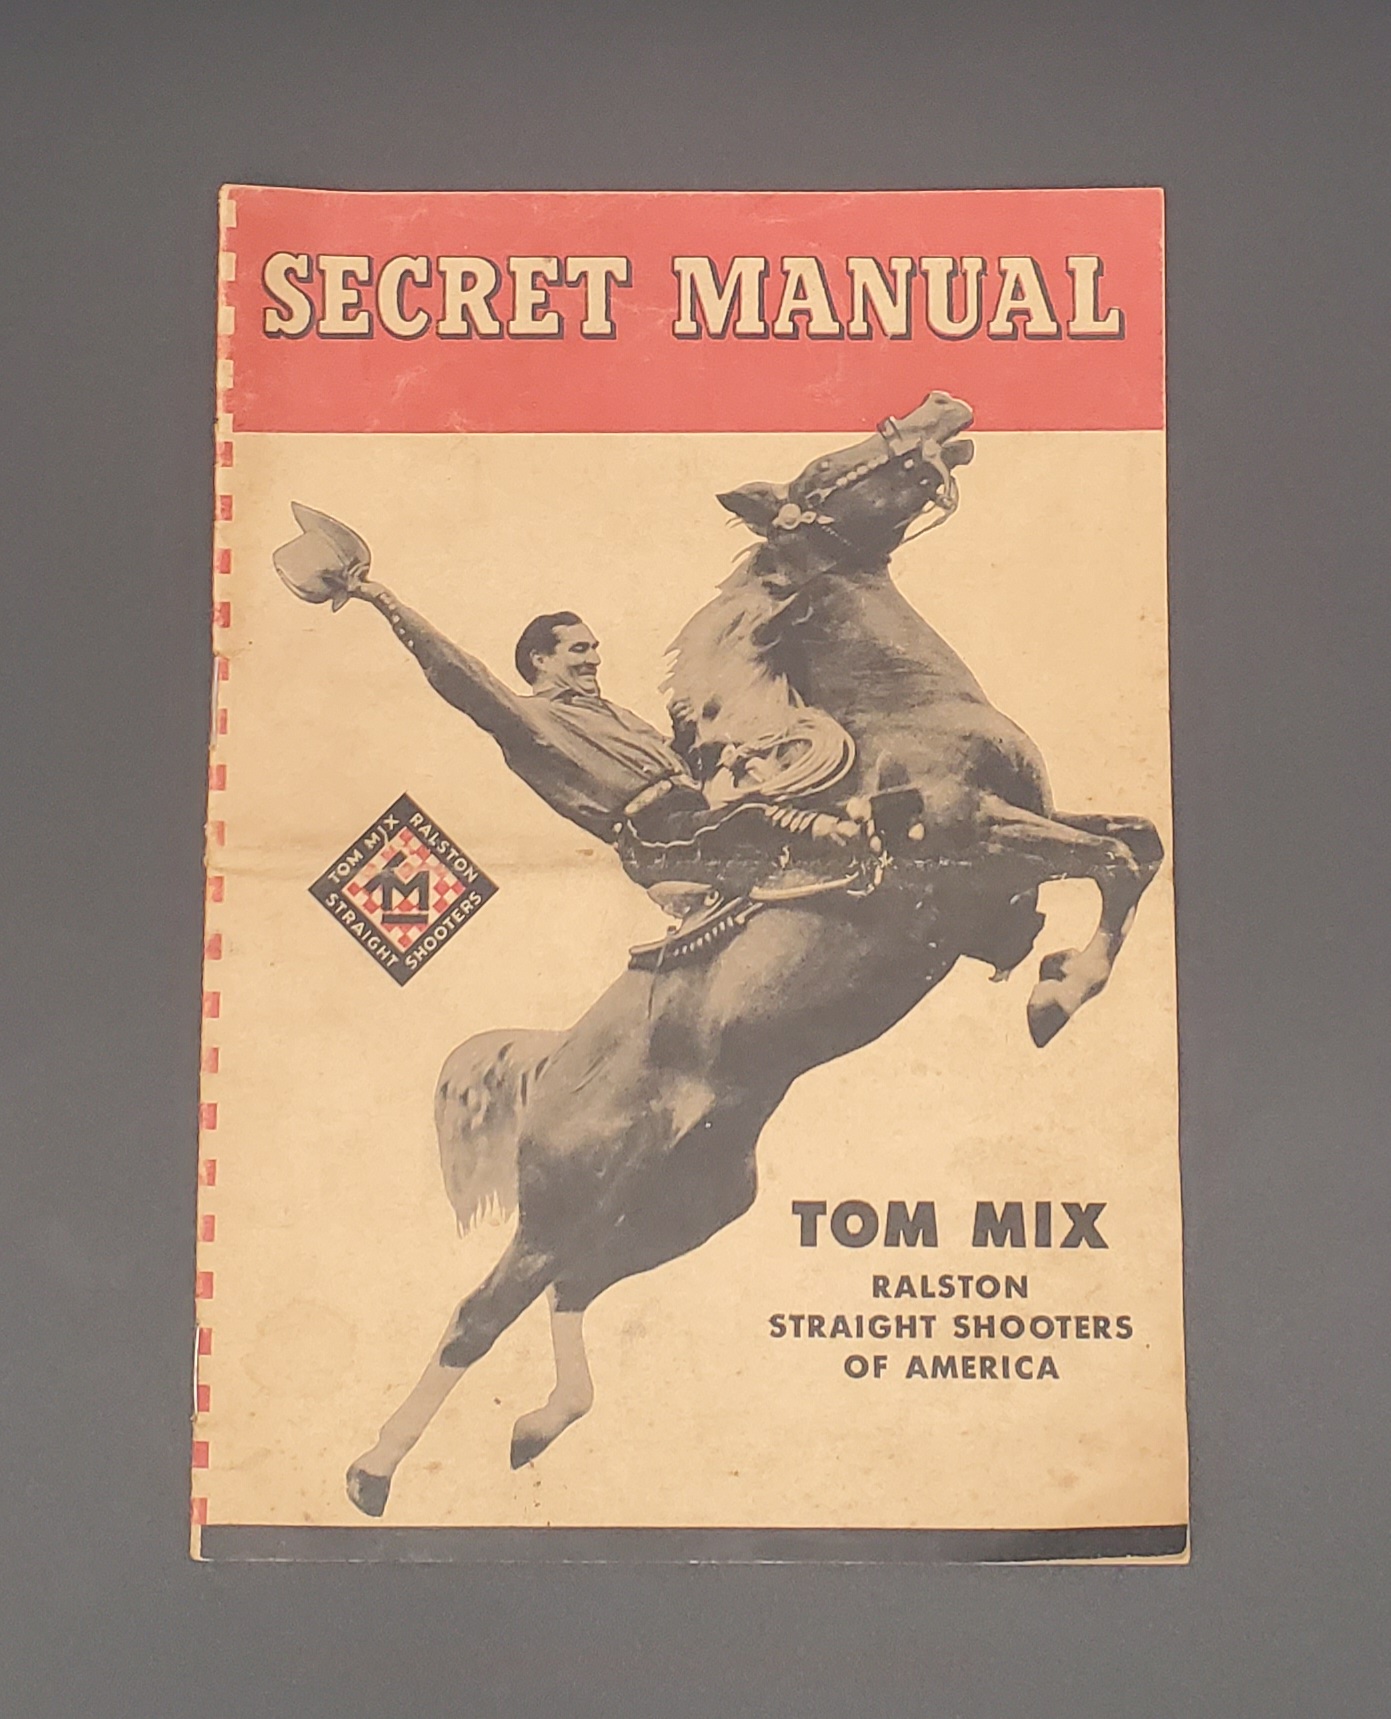 SECRET MANUAL
TOM MIX RALSTON
STRAIGHT SHOOTERS
TM
TOM MIX
RALSTON
STRAIGHT SHOOTERS
OF AMERICA